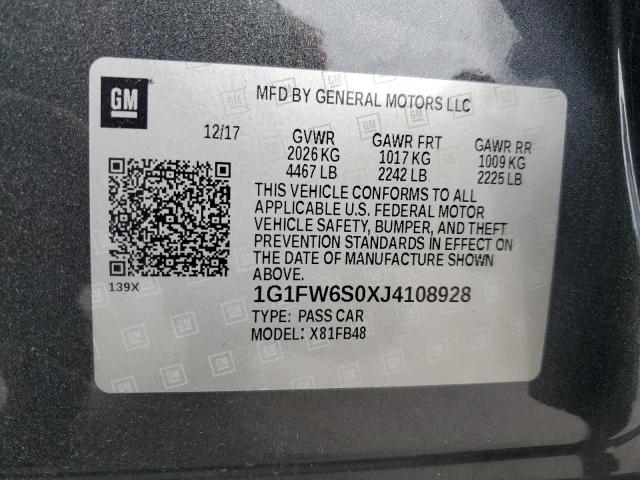 GM
MFD BY GENERAL MOTORS LLC
12/17
GVWR
2026 KG
4467 LB
GAWR FRT
1017 KG
2242 LB
GAWR RR
1009 KG
2225 LB
THIS VEHICLE CONFORMS TO ALL
APPLICABLE U.S. FEDERAL MOTOR
VEHICLE SAFETY, BUMPER, AND THEFT
PREVENTION STANDARDS IN EFFECT ON
THE DATE OF MANUFACTURE SHOWN
ABOVE.
139X
1G1FW6S0XJ4108928
TYPE: PASS CAR
MODEL: X81FB48